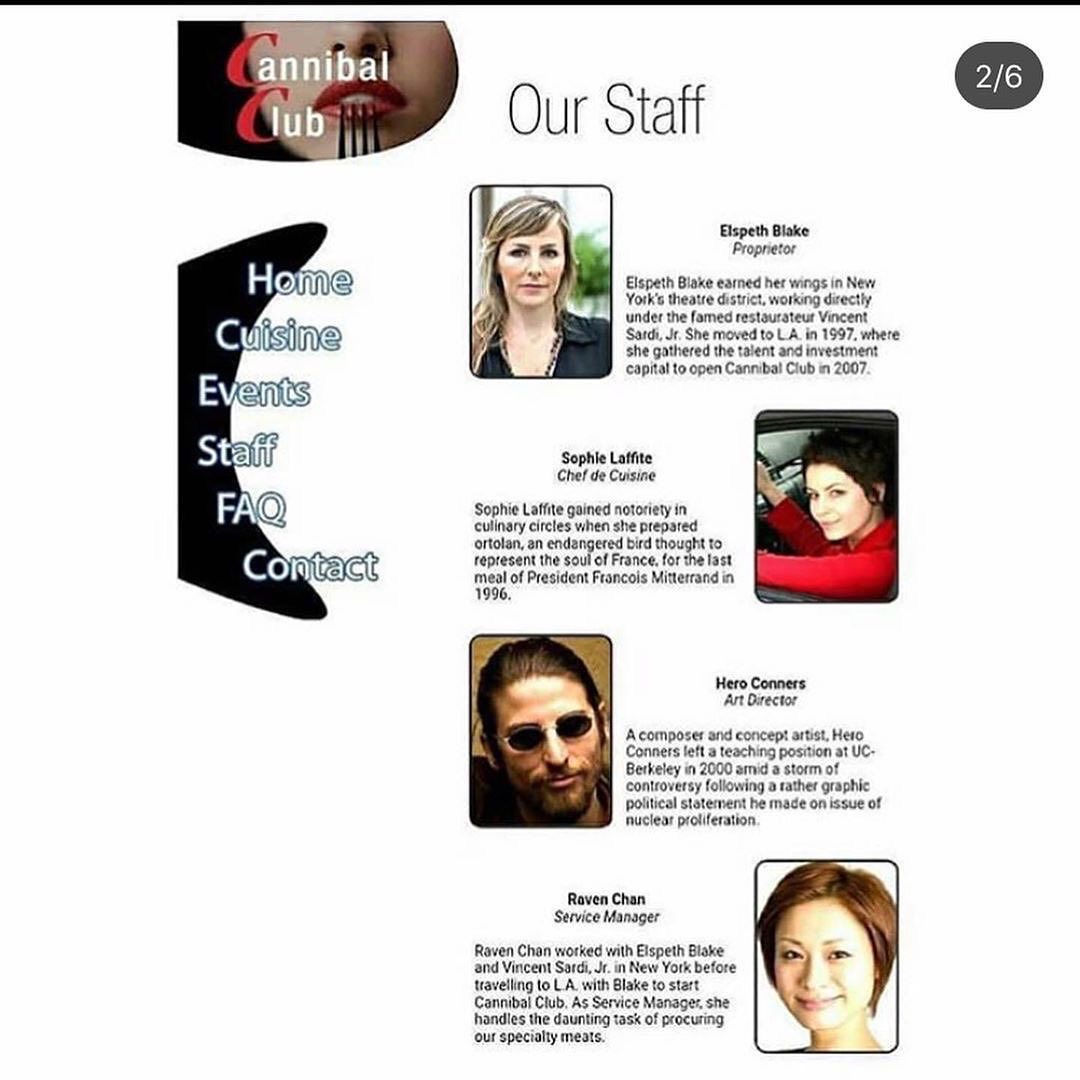 Cannibal
Club
2/6
Our Staff
Home
Cuisine
Events
Staff
FAQ
Contact
Elspeth Blake
Proprietor
Elspeth Blake earned her wings in New
York's theatre district, working directly
under the famed restaurateur Vincent
Sardi, Jr. She moved to L.A. in 1997, where
she gathered the talent and investment
capital to open Cannibal Club in 2007.
Sophie Laffite
Chef de Cuisine
Sophie Laffite gained notoriety in
culinary circles when she prepared
ortolan, an endangered bird thought to
represent the soul of France, for the last
meal of President Francois Mitterrand in
1996.
Hero Conners
Art Director
A composer and concept artist, Hero
Conners left a teaching position at UC-
Berkeley in 2000 amid a storm of
controversy following a rather graphic
political statement he made on issue of
nuclear proliferation.
Raven Chan
Service Manager
Raven Chan worked with Elspeth Blake
and Vincent Sardi, Jr. in New York before
travelling to L.A. with Blake to start
Cannibal Club. As Service Manager, she
handles the daunting task of procuring
our specialty meats.